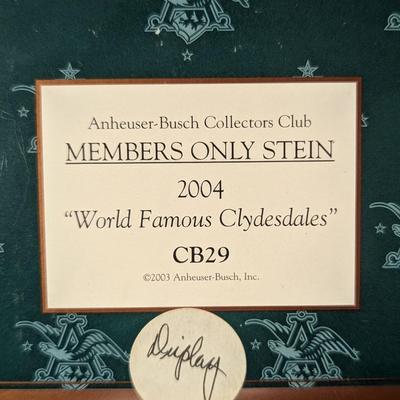 Anheuser-Busch Collectors Club
MEMBERS ONLY STEIN
2004
“World Famous Clydesdales”
CB29
©2003 Anheuser-Busch, Inc.
Display